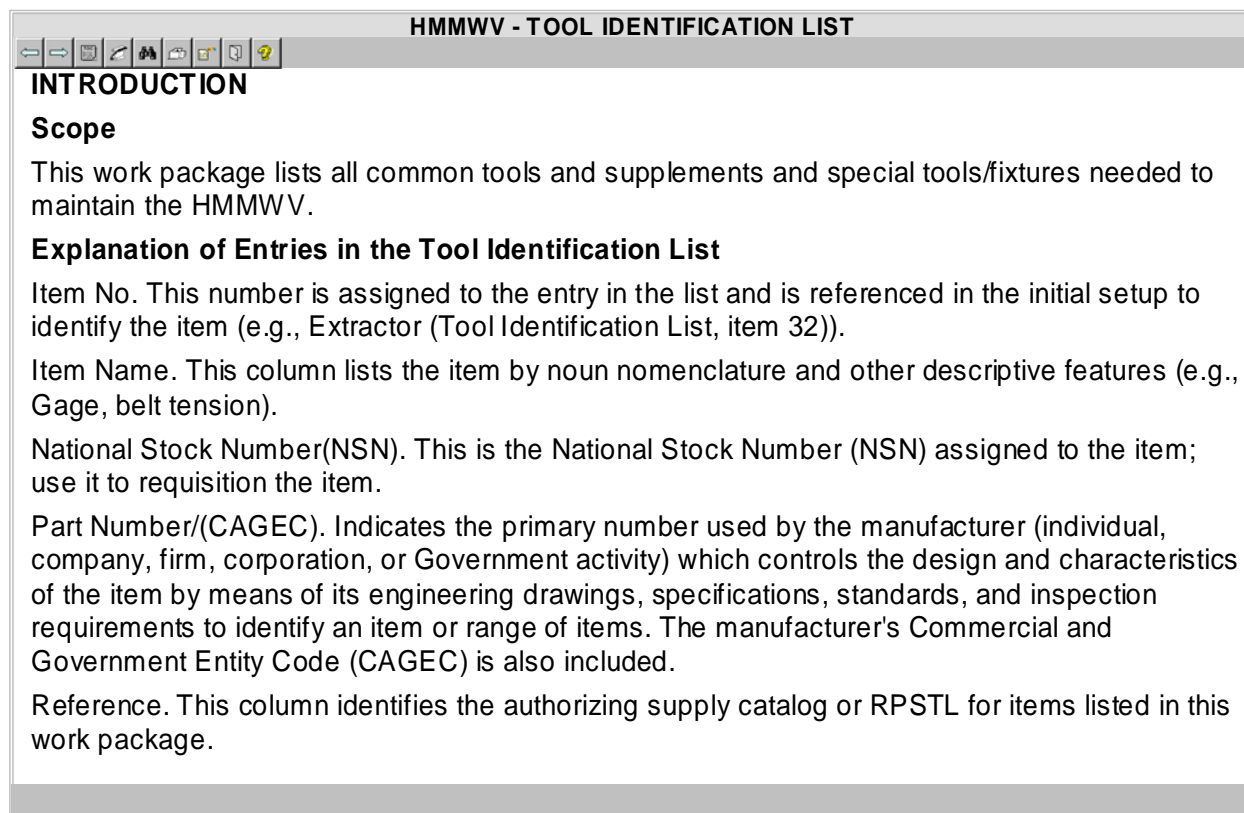 HMMWV - TOOL IDENTIFICATION LIST
INTRODUCTION
Scope
This work package lists all common tools and supplements and special tools/fixtures needed to
maintain the HMMWV.
Explanation of Entries in the Tool Identification List
Item No. This number is assigned to the entry in the list and is referenced in the initial setup to
identify the item (e.g., Extractor (Tool Identification List, item 32)).
Item Name. This column lists the item by noun nomenclature and other descriptive features (e.g.,
Gage, belt tension).
National Stock Number(NSN). This is the National Stock Number (NSN) assigned to the item;
use it to requisition the item.
Part Number/(CAGEC). Indicates the primary number used by the manufacturer (individual,
company, firm, corporation, or Government activity) which controls the design and characteristics
of the item by means of its engineering drawings, specifications, standards, and inspection
requirements to identify an item or range of items. The manufacturer's Commercial and
Government Entity Code (CAGEC) is also included.
Reference. This column identifies the authorizing supply catalog or RPSTL for items listed in this
work package.